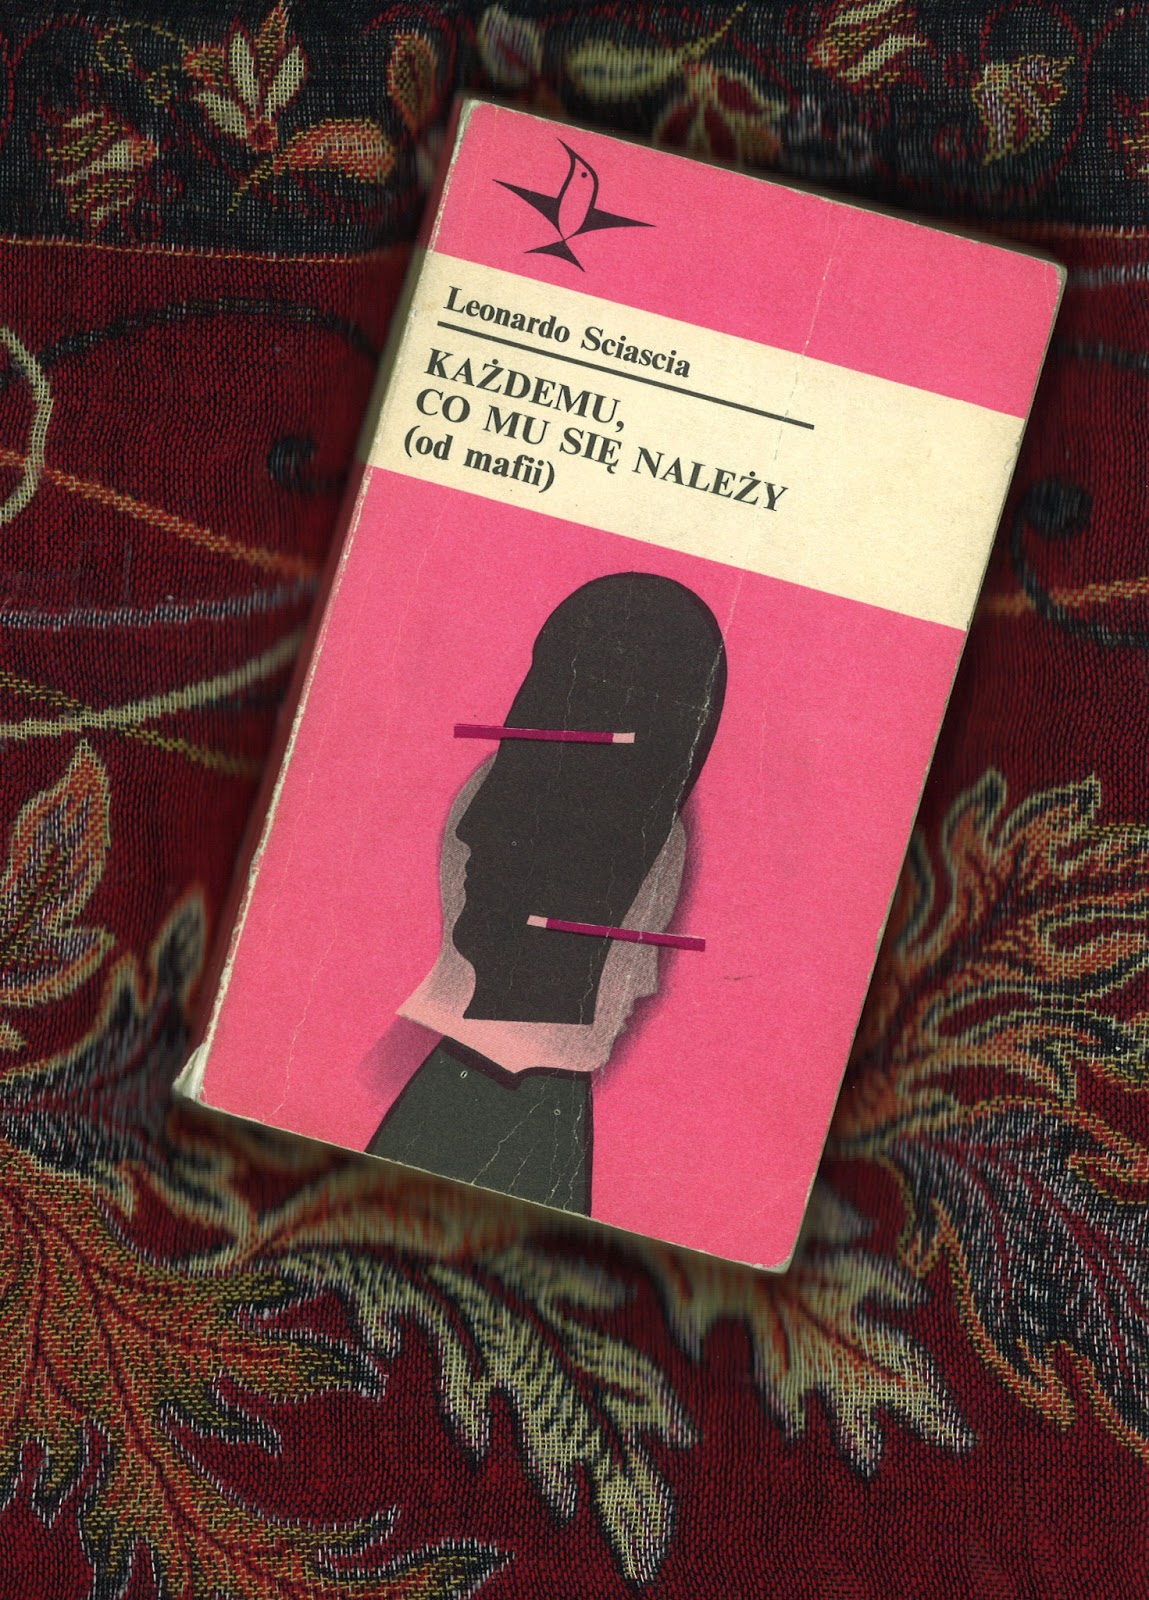 Leonardo Sciascia
KAŻDEMU,
CO MU SIĘ NALEŻY
(od mafii)